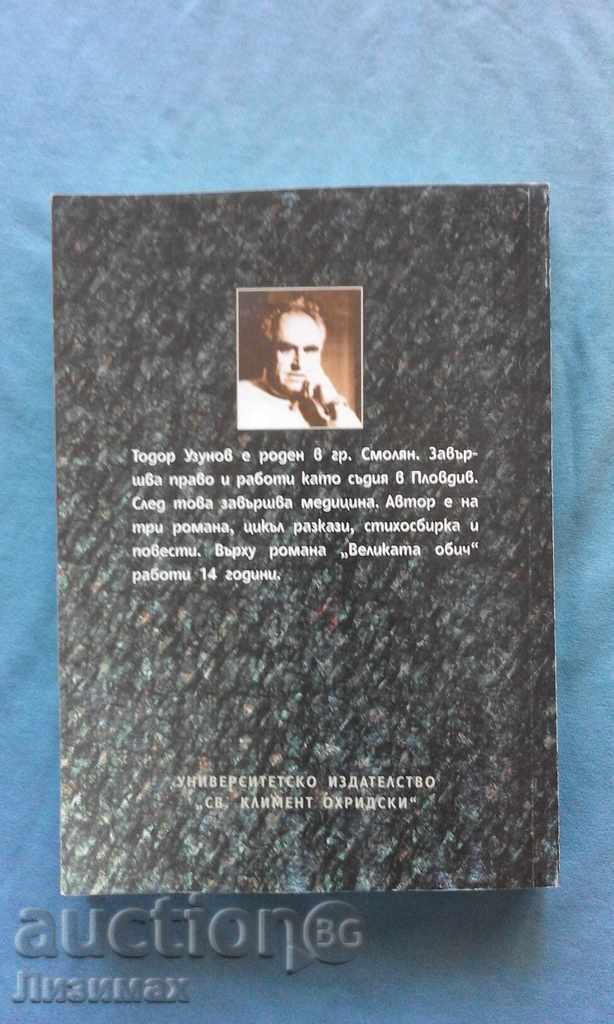 Тодор Узунов е роден в гр. Смолян. Завър-
шва право и работи като съдия в Пловдив.
След това завършва медицина. Автор е на
три романа, цикъл разкази, стихосбирка и
повести. Върху романа „Великата обич“
работи 14 години.
УНИВЕРСИТЕТСКО ИЗДАТЕЛСТВО
„СВ. КЛИМЕНТ ОХРИДСКИ“
auction BG
Лизимах